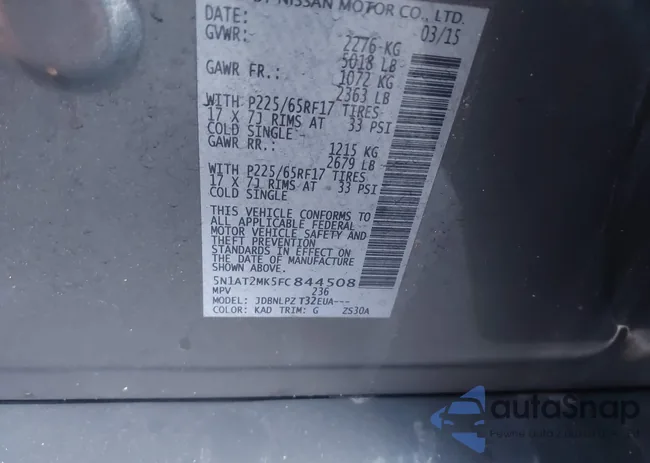 BY NISSAN MOTOR CO., LTD.
DATE: 03/15
GVWR: 2276-KG
5018 LB
GAWR FR.: 1072 KG
2363 LB
WITH P225/65RF17 TIRES
17 X 7J RIMS AT 33 PSI
COLD SINGLE
GAWR RR.: 1215 KG
2679 LB
WITH P225/65RF17 TIRES
17 X 7J RIMS AT 33 PSI
COLD SINGLE
THIS VEHICLE CONFORMS TO
ALL APPLICABLE FEDERAL
MOTOR VEHICLE SAFETY AND
THEFT PREVENTION
STANDARDS IN EFFECT ON
THE DATE OF MANUFACTURE
SHOWN ABOVE.
5N1AT2MK5FC844508
MPV 236
MODEL: JDBNLPZ T32EUA---
COLOR: KAD TRIM: G 2S30A
autoSnap